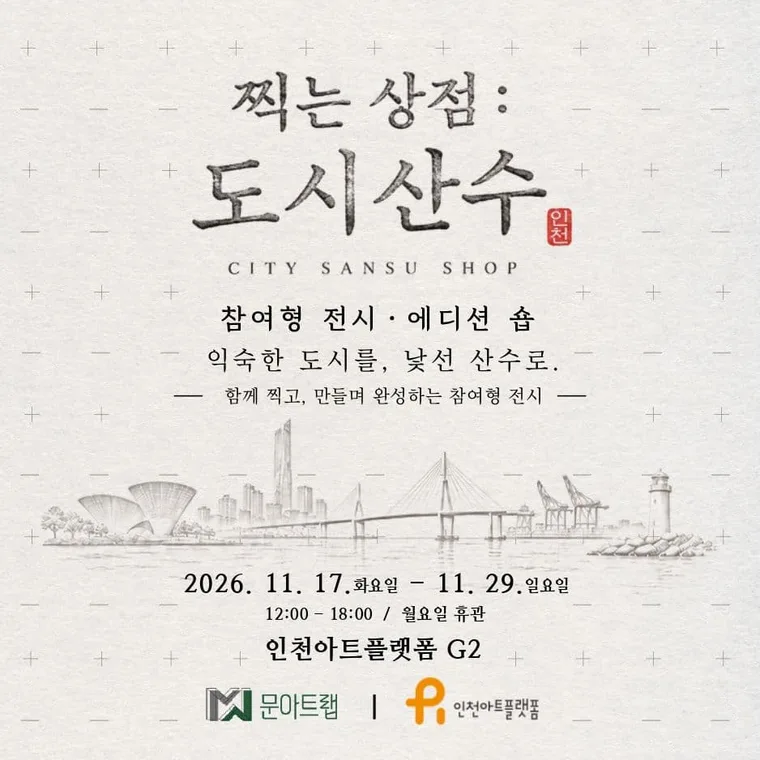 찍는 상점 :
도시산수
인천
CITY SANSU SHOP
참여형 전시 · 에디션 숍
익숙한 도시를, 낯선 산수로.
함께 찍고, 만들며 완성하는 참여형 전시
2026. 11. 17.화요일 – 11. 29.일요일
12:00 – 18:00 / 월요일 휴관
인천아트플랫폼 G2
문아트랩 | 인천아트플랫폼